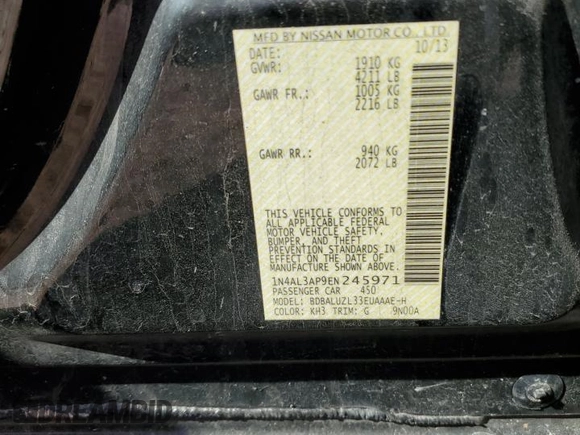 MFD BY NISSAN MOTOR CO., LTD.
DATE: 10/13
GVWR: 1910 KG
4211 LB
GAWR FR.: 1005 KG
2216 LB
GAWR RR.: 940 KG
2072 LB
THIS VEHICLE CONFORMS TO
ALL APPLICABLE FEDERAL
MOTOR VEHICLE SAFETY,
BUMPER, AND THEFT
PREVENTION STANDARDS IN
EFFECT ON THE DATE OF
MANUFACTURE SHOWN ABOVE.
1N4AL3AP9EN245971
PASSENGER CAR 450
MODEL: BDBALUZL33EUAAAE-H
COLOR: KH3 TRIM: G 9N00A
DREAMBID